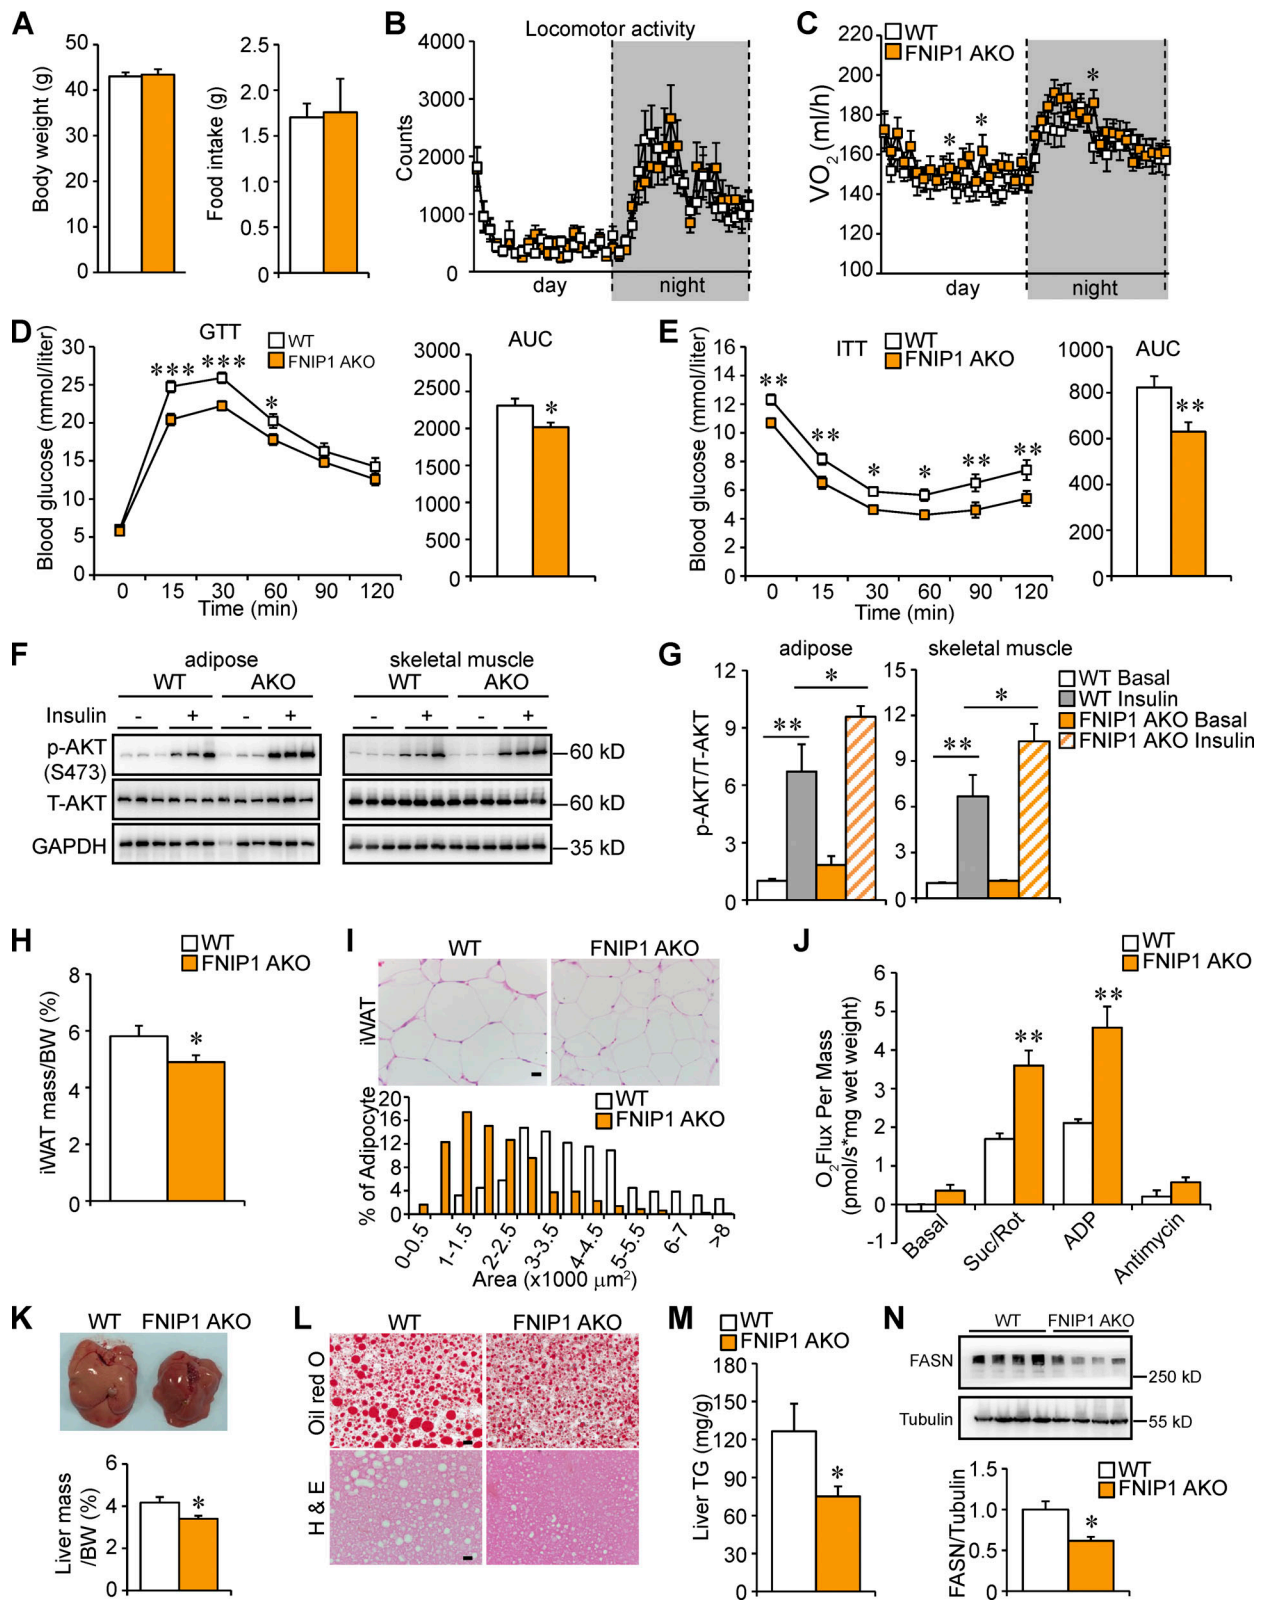 A
Body weight (g)
50
40
30
20
10
0
Food intake (g)
2.5
2.0
1.5
1.0
0.5
0
B
Locomotor activity
Counts
4000
3000
2000
1000
0
day
night
C
WT
FNIP1 AKO
VO2 (ml/h)
220
200
180
160
140
120
100
*
*
*
day
night
D
GTT
WT
FNIP1 AKO
Blood glucose (mmol/liter)
30
25
20
15
10
5
0
***
***
*
0 15 30 60 90 120
Time (min)
AUC
3000
2500
2000
1500
1000
500
0
*
E
ITT
WT
FNIP1 AKO
Blood glucose (mmol/liter)
16
14
12
10
8
6
4
2
0
**
**
*
*
**
**
0 15 30 60 90 120
Time (min)
AUC
1000
800
600
400
200
0
**
F
adipose
skeletal muscle
WT AKO
WT AKO
Insulin - + - +
- + - +
p-AKT
(S473)
60 kD
T-AKT
60 kD
GAPDH
35 kD
G
adipose
p-AKT/T-AKT
12
9
6
3
0
**
*
skeletal muscle
15
12
9
6
3
0
**
*
WT Basal
WT Insulin
FNIP1 AKO Basal
FNIP1 AKO Insulin
H
WT
FNIP1 AKO
iWAT mass/BW (%)
8
6
4
2
0
*
I
WT
FNIP1 AKO
iWAT
% of Adipocyte
20
16
12
8
4
0
WT
FNIP1 AKO
0-0.5
1-1.5
2-2.5
3-3.5
4-4.5
5-5.5
6-7
>8
Area (x1000 μm2)
J
WT
FNIP1 AKO
O2Flux Per Mass
(pmol/s*mg wet weight)
6
5
4
3
2
1
0
-1
**
**
Basal
Suc/Rot
ADP
Antimycin
K
WT FNIP1 AKO
Liver mass
/BW (%)
6
4
2
0
*
L
WT
FNIP1 AKO
Oil red O
H & E
M
WT
FNIP1 AKO
Liver TG (mg/g)
180
150
120
90
60
30
0
*
N
WT FNIP1 AKO
FASN
250 kD
Tubulin
55 kD
WT
FNIP1 AKO
FASN/Tubulin
1.5
1.0
0.5
0
*